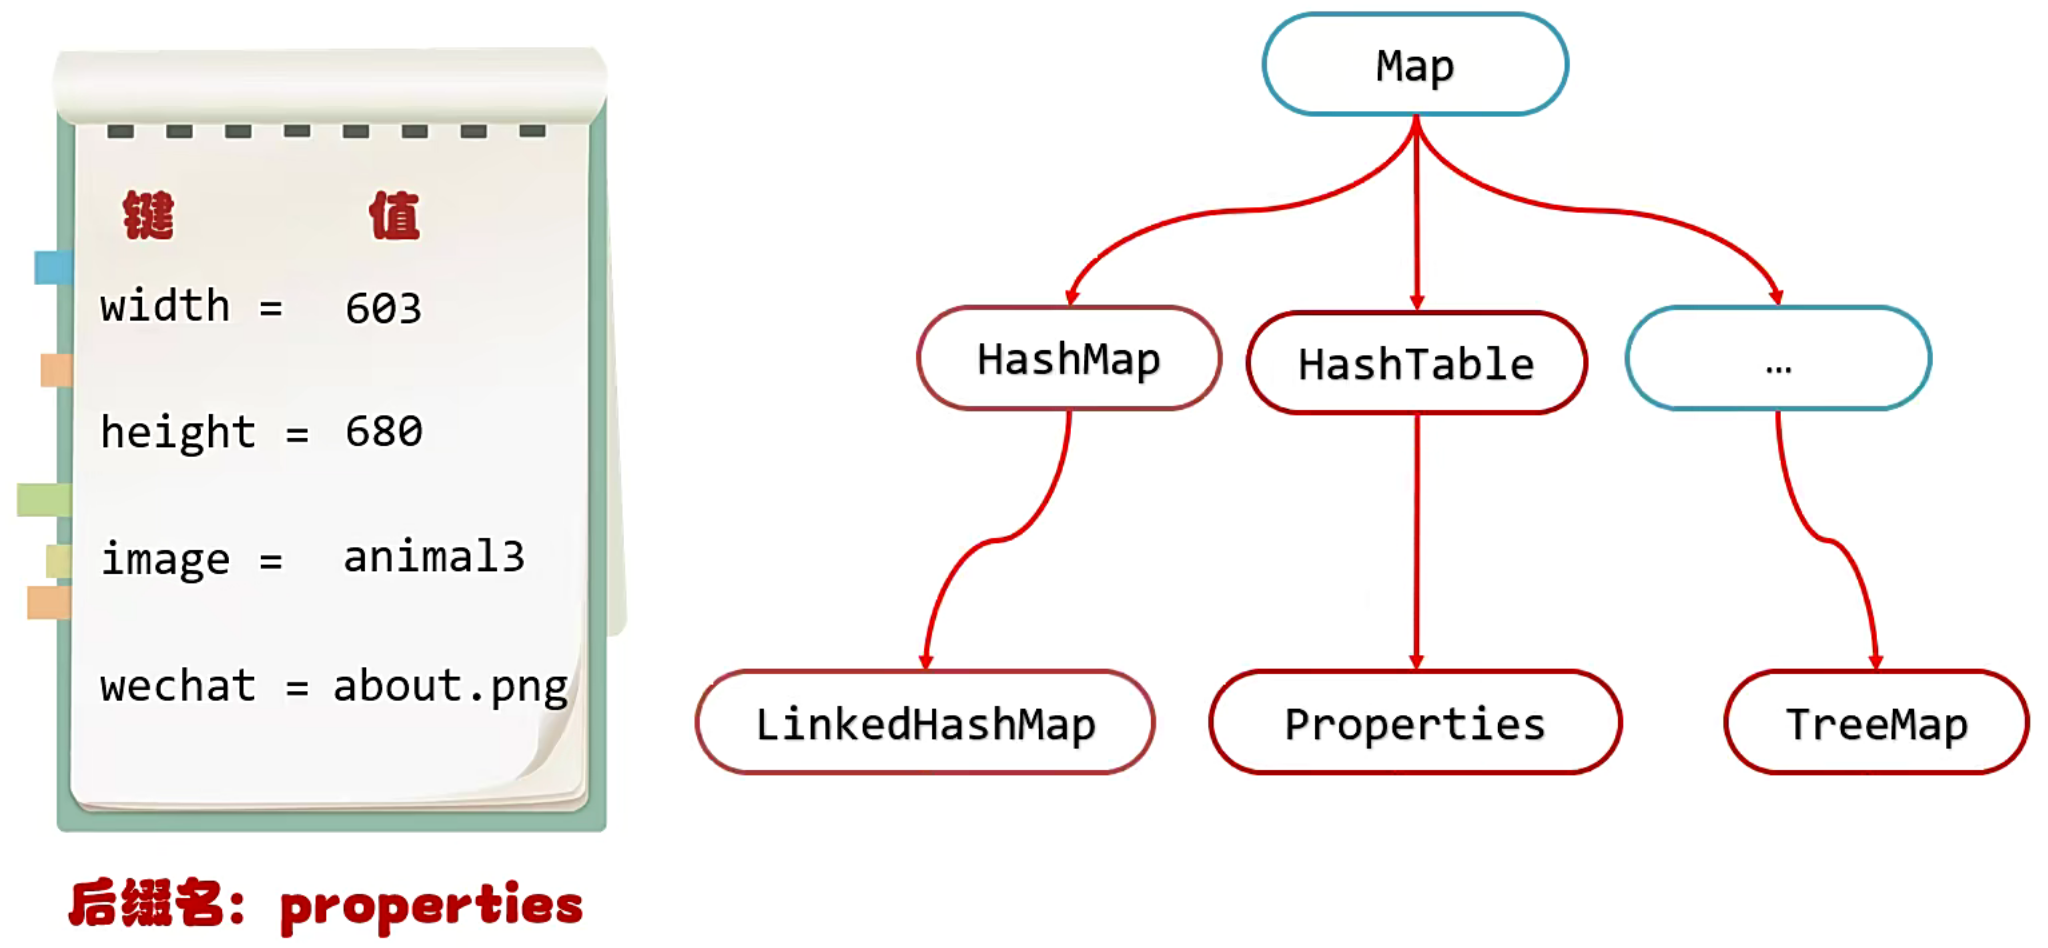 键 值
width = 603
height = 680
image = animal3
wechat = about.png
后缀名: properties
Map
HashMap HashTable ...
LinkedHashMap Properties TreeMap